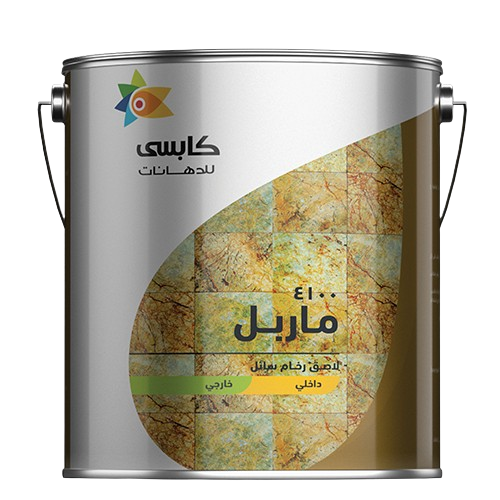 كابسى
للدهانات
٤١٠٠
ماربل
- لاصق رخام سائل -
داخلي
خارجي